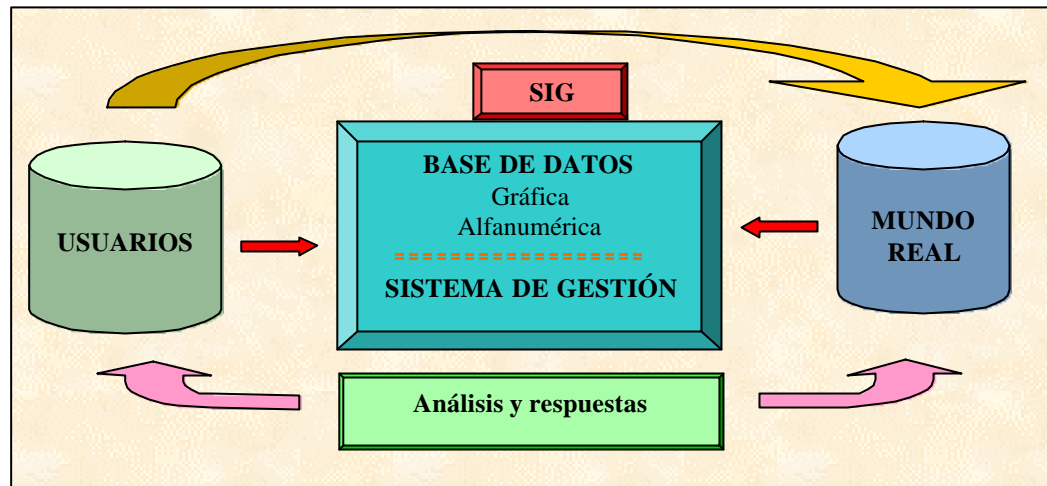 SIG
BASE DE DATOS
Gráfica
Alfanumérica
SISTEMA DE GESTIÓN
USUARIOS
MUNDO
REAL
Análisis y respuestas